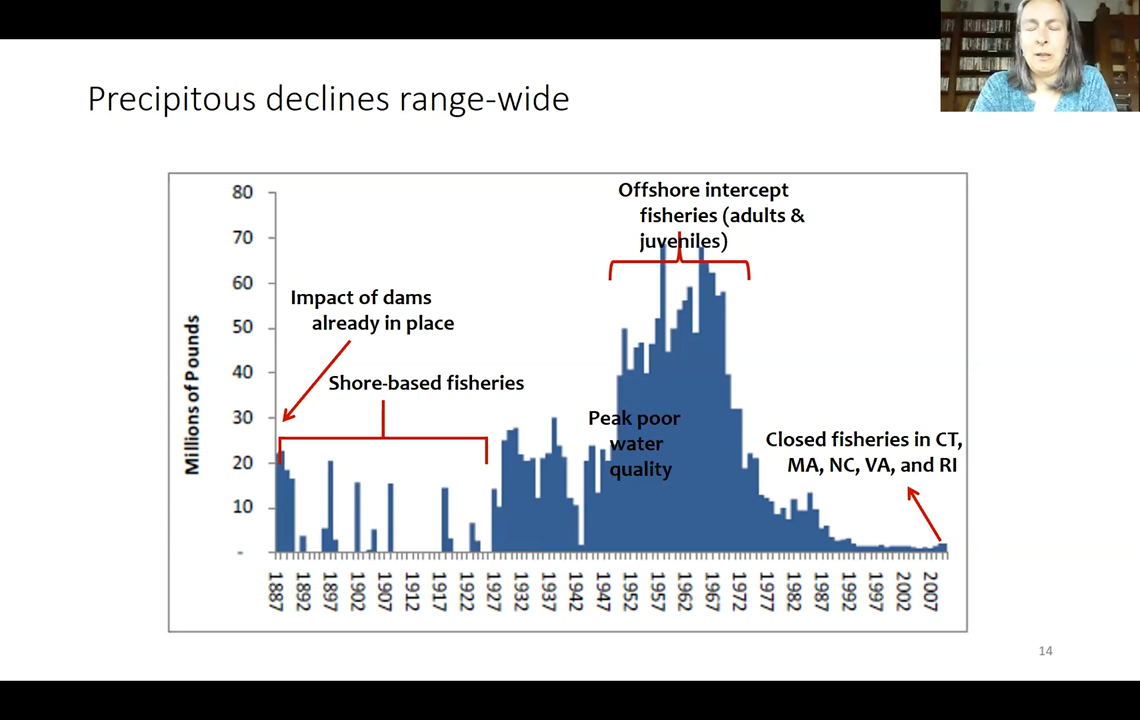 Precipitous declines range-wide
Offshore intercept
fisheries (adults &
juveniles)
Impact of dams
already in place
Shore-based fisheries
Peak poor
water
quality
Closed fisheries in CT,
MA, NC, VA, and RI
Millions of Pounds
80
70
60
50
40
30
20
10
-
1887
1892
1897
1902
1907
1912
1917
1922
1927
1932
1937
1942
1947
1952
1957
1962
1967
1972
1977
1982
1987
1992
1997
2002
2007
14